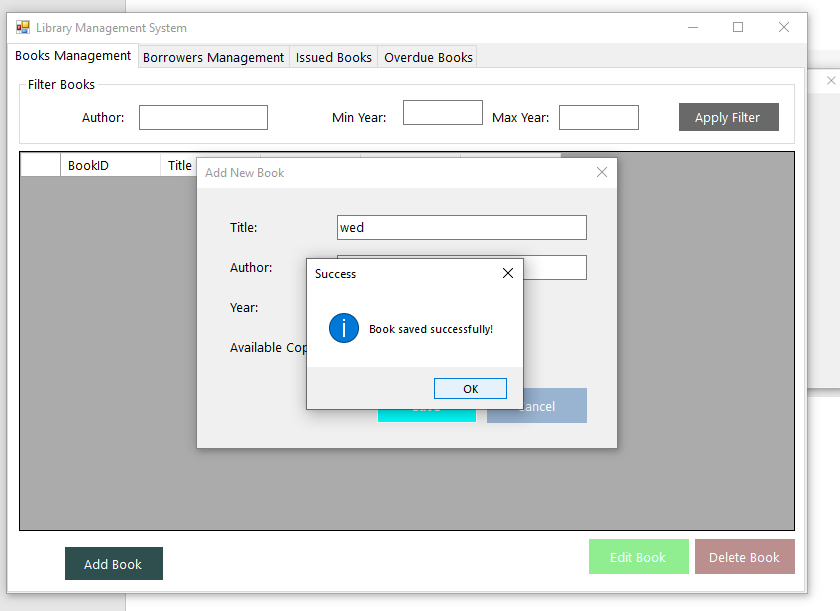 Library Management System
Books Management Borrowers Management Issued Books Overdue Books
Filter Books
Author: Min Year: Max Year: Apply Filter
BookID Title
Add New Book
Title: wed
Author:
Success
Year:
Book saved successfully!
Available Cop
OK
Cancel
Add Book Edit Book Delete Book